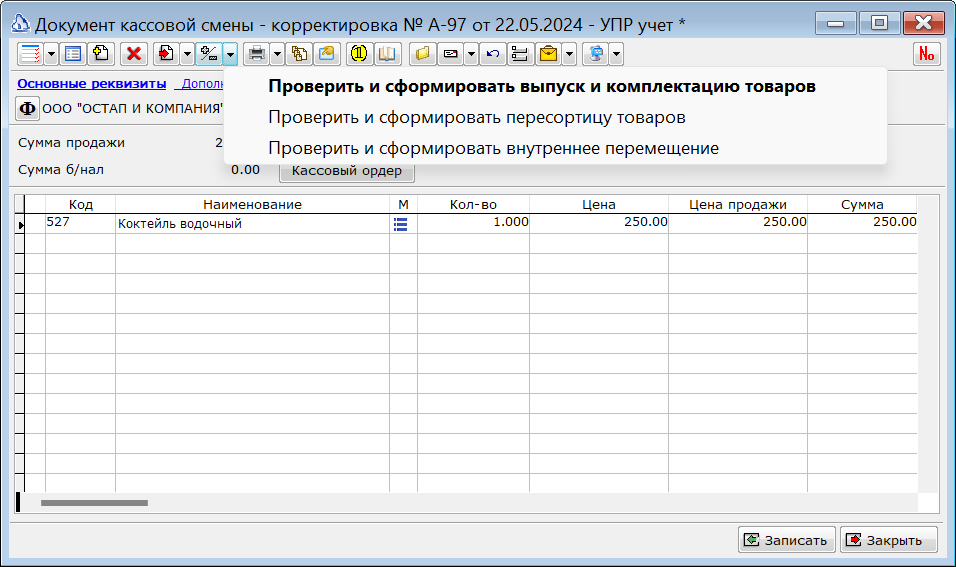 Документ кассовой смены - корректировка № А-97 от 22.05.2024 - УПР учет *
№
Основные реквизиты
Проверить и сформировать выпуск и комплектацию товаров
Ф ООО "ОСТАП И КОМПАНИЯ"
Проверить и сформировать пересортицу товаров
Сумма продажи 2
Проверить и сформировать внутреннее перемещение
Сумма б/нал 0.00 Кассовый ордер
Код Наименование М Кол-во Цена Цена продажи Сумма
527 Коктейль водочный 1.000 250.00 250.00 250.00
Записать Закрыть